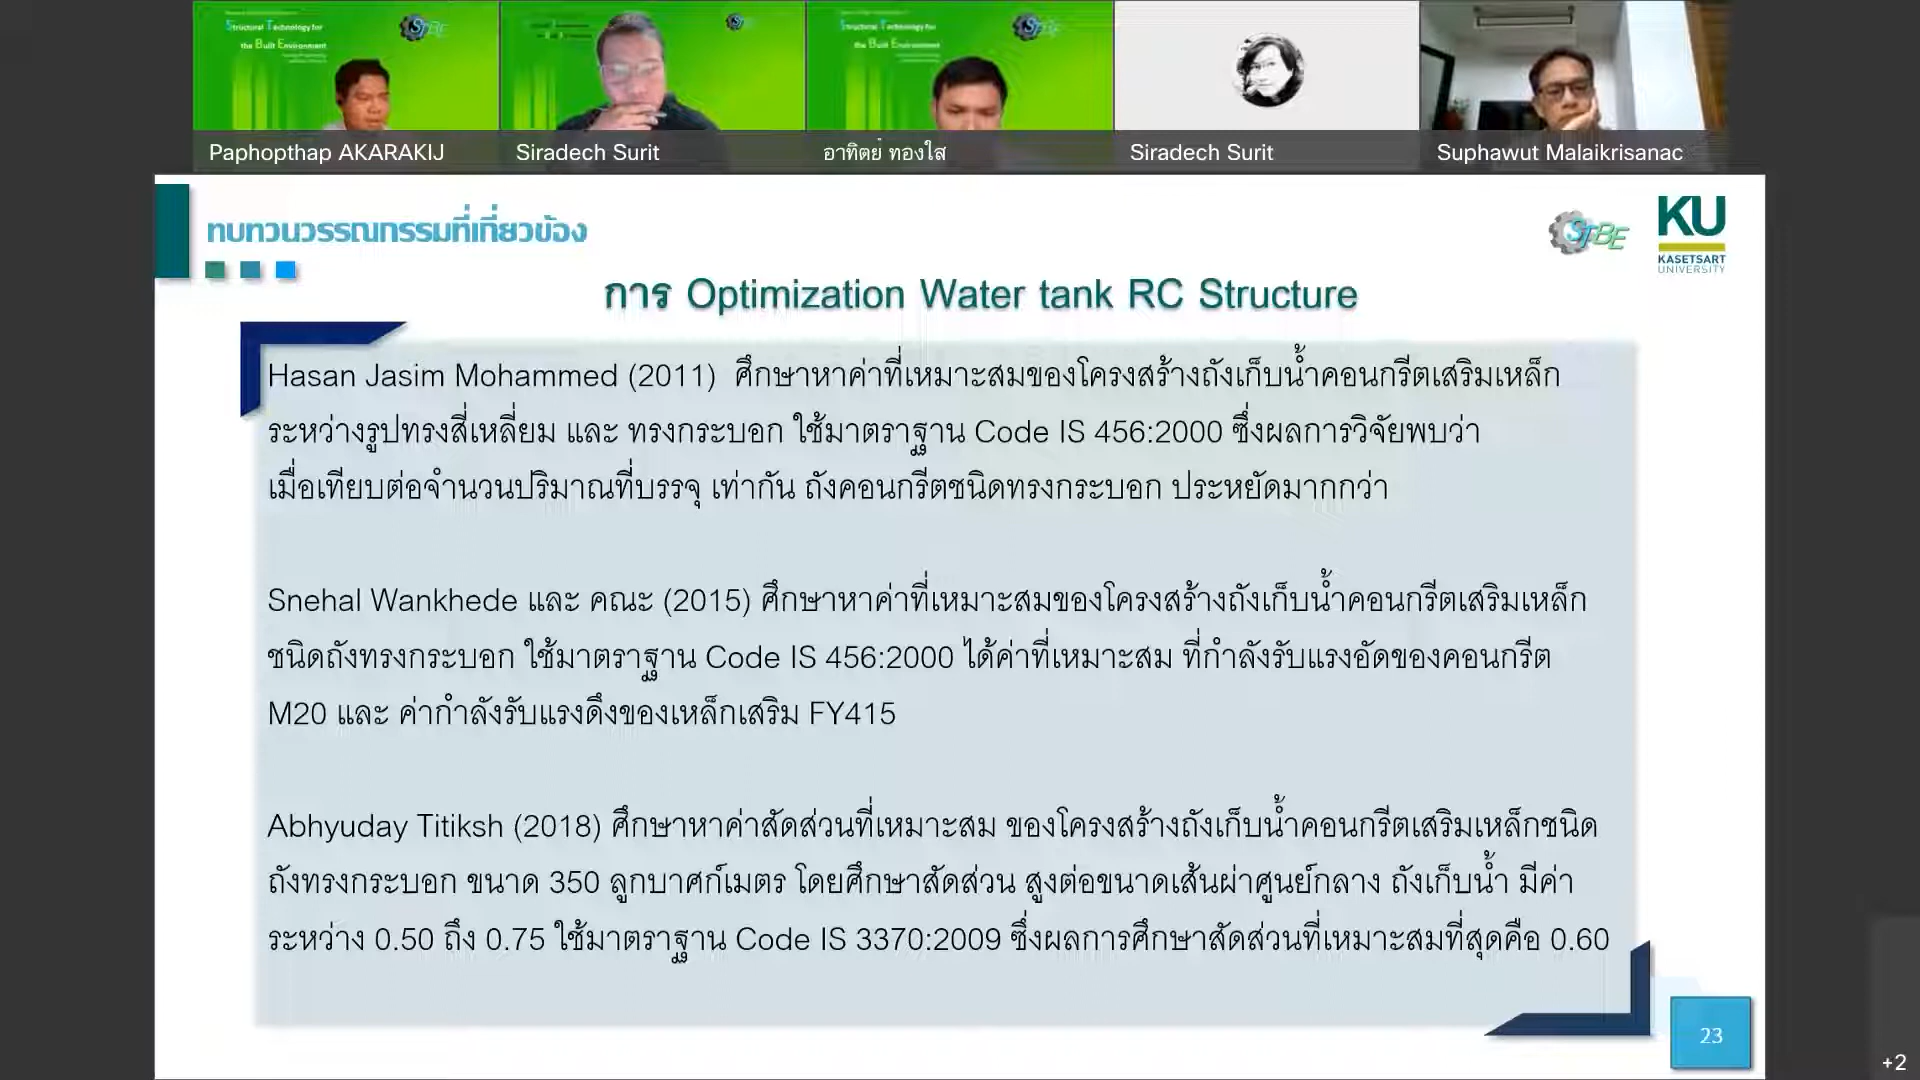 Structural Technology for
the Built Environment
STBE
Structural Technology for
the Built Environment
STBE
Paphopthap AKARAKIJ
Siradech Surit
อาทิตย์ ทองใส
Siradech Surit
Suphawut Malaikrisanac
ทบทวนวรรณกรรมที่เกี่ยวข้อง
STBE
KU
KASETSART
UNIVERSITY
การ Optimization Water tank RC Structure
Hasan Jasim Mohammed (2011) ศึกษาหาค่าที่เหมาะสมของโครงสร้างถังเก็บน้ำคอนกรีตเสริมเหล็ก
ระหว่างรูปทรงสี่เหลี่ยม และ ทรงกระบอก ใช้มาตราฐาน Code IS 456:2000 ซึ่งผลการวิจัยพบว่า
เมื่อเทียบต่อจำนวนปริมาณที่บรรจุ เท่ากัน ถังคอนกรีตชนิดทรงกระบอก ประหยัดมากกว่า
Snehal Wankhede และ คณะ (2015) ศึกษาหาค่าที่เหมาะสมของโครงสร้างถังเก็บน้ำคอนกรีตเสริมเหล็ก
ชนิดถังทรงกระบอก ใช้มาตราฐาน Code IS 456:2000 ได้ค่าที่เหมาะสม ที่กำลังรับแรงอัดของคอนกรีต
M20 และ ค่ากำลังรับแรงดึงของเหล็กเสริม FY415
Abhyuday Titiksh (2018) ศึกษาหาค่าสัดส่วนที่เหมาะสม ของโครงสร้างถังเก็บน้ำคอนกรีตเสริมเหล็กชนิด
ถังทรงกระบอก ขนาด 350 ลูกบาศก์เมตร โดยศึกษาสัดส่วน สูงต่อขนาดเส้นผ่าศูนย์กลาง ถังเก็บน้ำ มีค่า
ระหว่าง 0.50 ถึง 0.75 ใช้มาตราฐาน Code IS 3370:2009 ซึ่งผลการศึกษาสัดส่วนที่เหมาะสมที่สุดคือ 0.60
23
+2